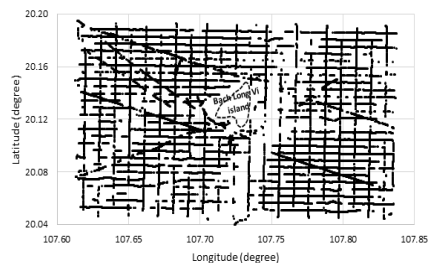 20.20
20.16
20.12
20.08
20.04
Latitude (degree)
Bach Long Vi
island
107.60 107.65 107.70 107.75 107.80 107.85
Longitude (degree)